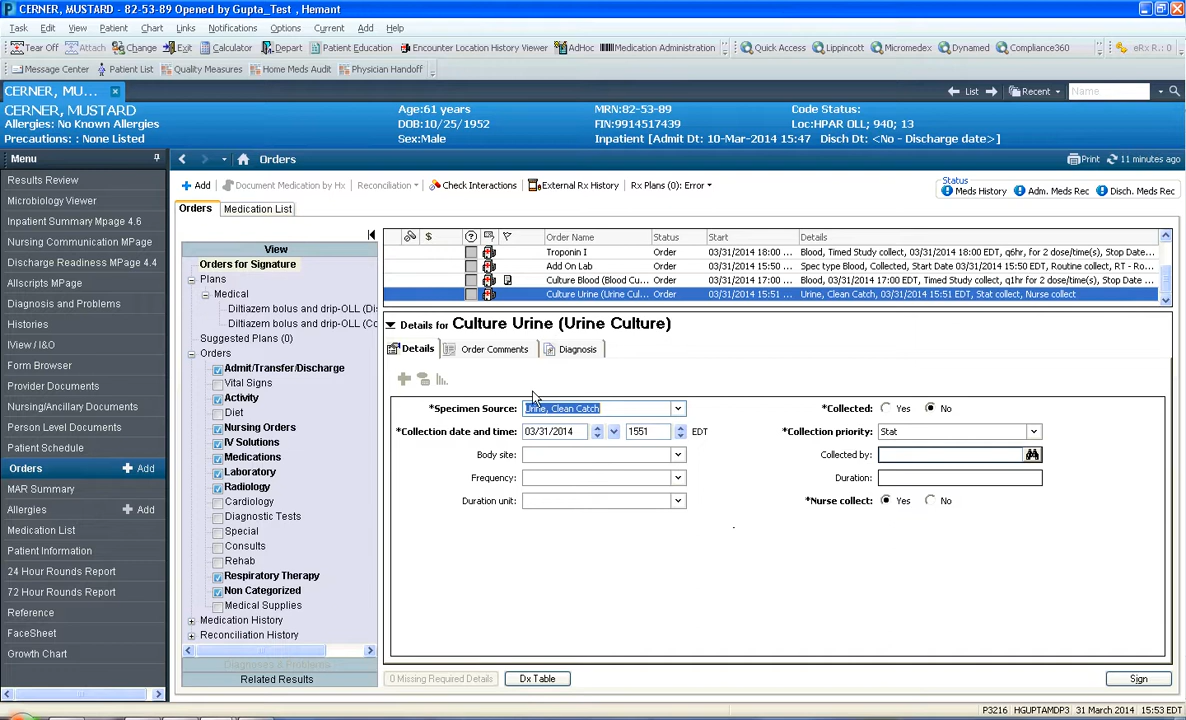 CERNER, MUSTARD - 82-53-89 Opened by Gupta_Test , Hemant
Task Edit View Patient Chart Links Notifications Options Current Add Help
Tear Off Attach Change Exit Calculator Depart Patient Education Encounter Location History Viewer AdHoc Medication Administration Quick Access Lippincott Micromedex Dynamed Compliance360 eRx R.: 0
Message Center Patient List Quality Measures Home Meds Audit Physician Handoff
CERNER, MU... List Recent Name
CERNER, MUSTARD Age:61 years MRN:82-53-89 Code Status:
Allergies: No Known Allergies DOB:10/25/1952 FIN:9914517439 Loc:HPAR OLL; 940; 13
Precautions: : None Listed Sex:Male Inpatient [Admit Dt: 10-Mar-2014 15:47 Disch Dt: <No - Discharge date>]
Menu
Orders Print 11 minutes ago
Results Review
Microbiology Viewer
Inpatient Summary Mpage 4.6
Nursing Communication MPage
Discharge Readiness MPage 4.4
Allscripts MPage
Diagnosis and Problems
Histories
IView / I&O
Form Browser
Provider Documents
Nursing/Ancillary Documents
Person Level Documents
Patient Schedule
Orders Add
MAR Summary
Allergies Add
Medication List
Patient Information
24 Hour Rounds Report
72 Hour Rounds Report
Reference
FaceSheet
Growth Chart
Add Document Medication by Hx Reconciliation Check Interactions External Rx History Rx Plans (0): Error
Status
Meds History Adm. Meds Rec Disch. Meds Rec
Orders Medication List
View
Orders for Signature
Plans
Medical
Diltiazem bolus and drip-OLL (Dis
Diltiazem bolus and drip-OLL (Co
Suggested Plans (0)
Orders
Admit/Transfer/Discharge
Vital Signs
Activity
Diet
Nursing Orders
IV Solutions
Medications
Laboratory
Radiology
Cardiology
Diagnostic Tests
Special
Consults
Rehab
Respiratory Therapy
Non Categorized
Medical Supplies
Medication History
Reconciliation History
Diagnoses & Problems
Related Results
$ Order Name Status Start Details
Troponin I Order 03/31/2014 18:00 ... Blood, Timed Study collect, 03/31/2014 18:00 EDT, q6hr, for 2 dose/time(s), Stop Date ...
Add On Lab Order 03/31/2014 15:50 ... Spec type Blood, Collected, Start Date 03/31/2014 15:50 EDT, Routine collect, RT - Ro...
Culture Blood (Blood Cu... Order 03/31/2014 17:00 ... Blood, Timed Study collect, 03/31/2014 17:00 EDT, q1hr for 2 dose/time(s), Stop Date ...
Culture Urine (Urine Cul... Order 03/31/2014 15:51 ... Urine, Clean Catch, 03/31/2014 15:51 EDT, Stat collect, Nurse collect
Details for Culture Urine (Urine Culture)
Details Order Comments Diagnosis
*Specimen Source: Urine, Clean Catch *Collected: Yes No
*Collection date and time: 03/31/2014 1551 EDT *Collection priority: Stat
Body site: Collected by:
Frequency: Duration:
Duration unit: *Nurse collect: Yes No
0 Missing Required Details Dx Table Sign
P3216 HGUPTAMDP3 31 March 2014 15:53 EDT